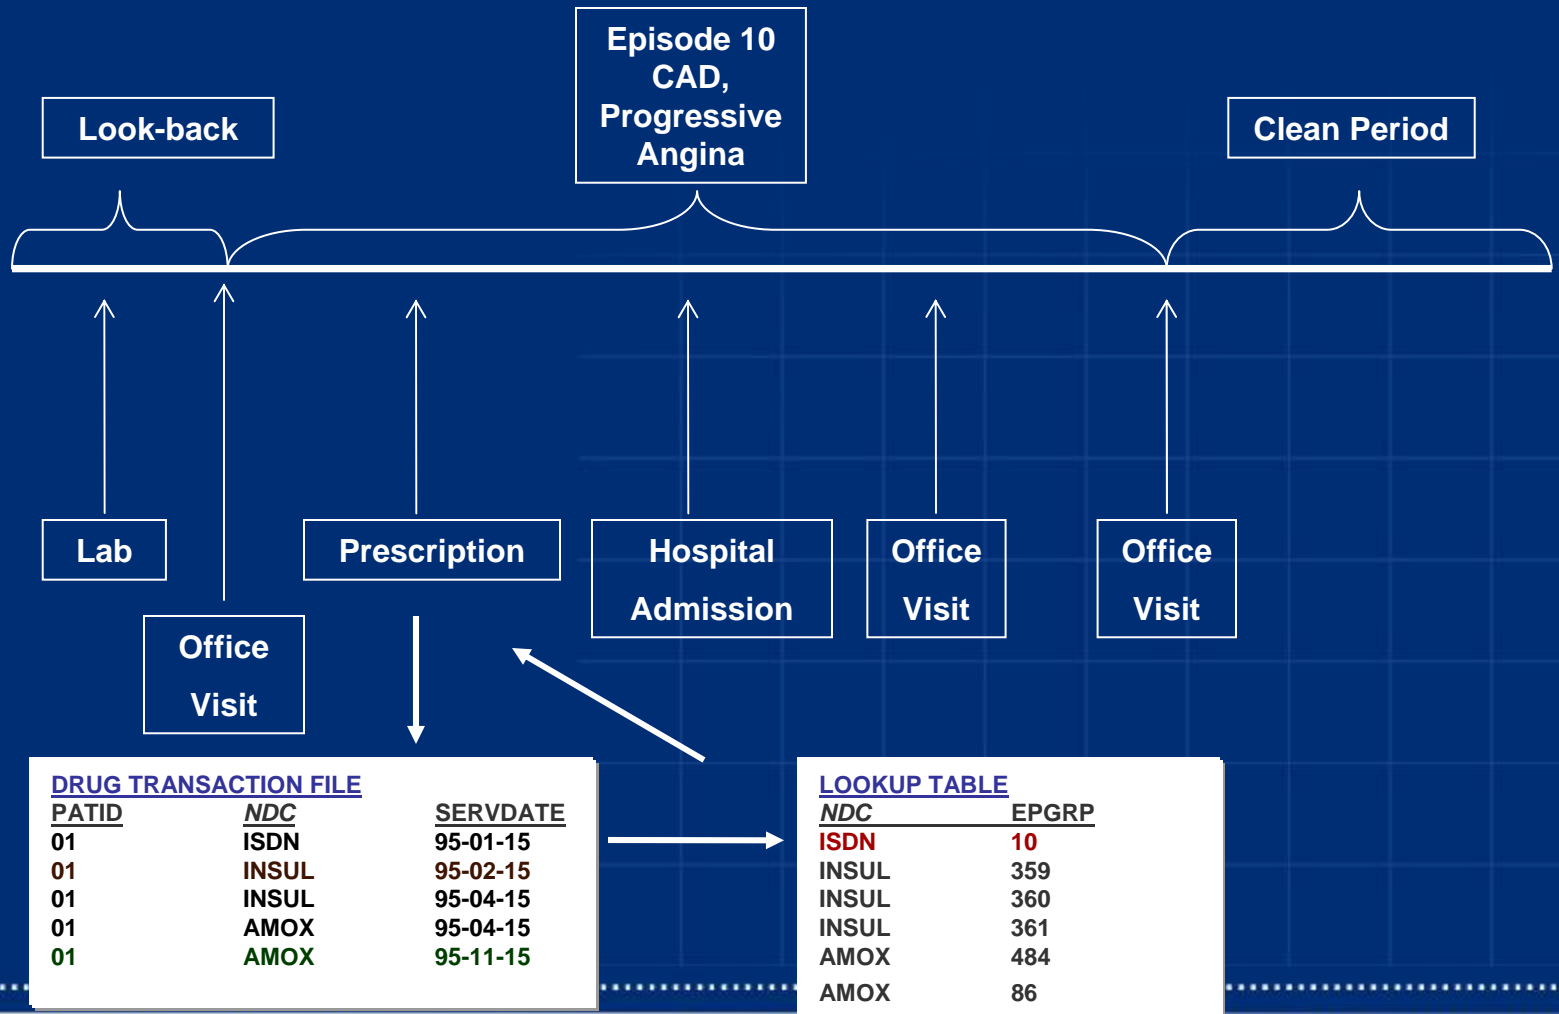 Episode 10
CAD,
Progressive
Angina
Look-back
Clean Period
Lab
Prescription
Hospital
Admission
Office
Visit
Office
Visit
Office
Visit
DRUG TRANSACTION FILE
PATID NDC SERVDATE
01 ISDN 95-01-15
01 INSUL 95-02-15
01 INSUL 95-04-15
01 AMOX 95-04-15
01 AMOX 95-11-15
LOOKUP TABLE
NDC EPGRP
ISDN 10
INSUL 359
INSUL 360
INSUL 361
AMOX 484
AMOX 86